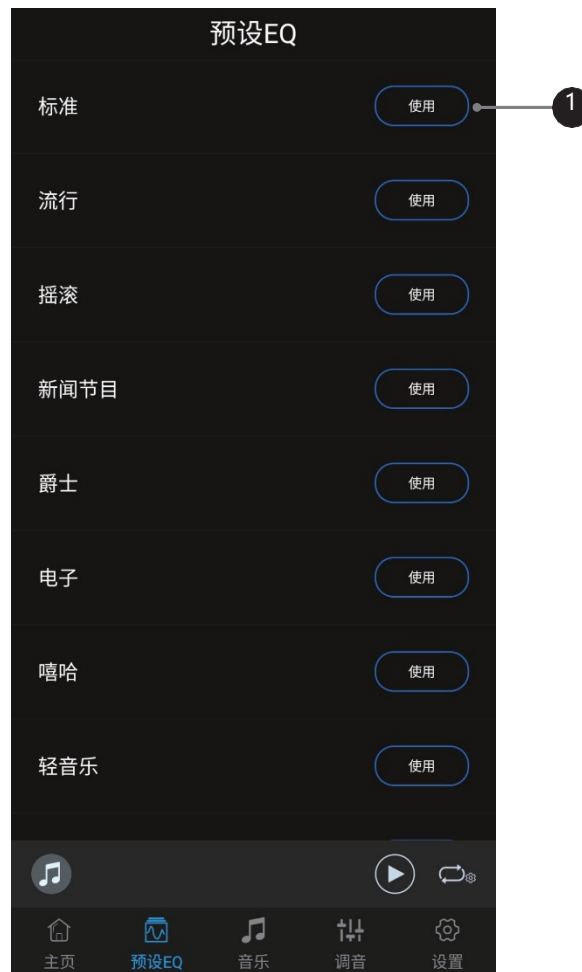 预设EQ
标准 使用
1
流行 使用
摇滚 使用
新闻节目 使用
爵士 使用
电子 使用
嘻哈 使用
轻音乐 使用
主页 预设EQ 音乐 调音 设置